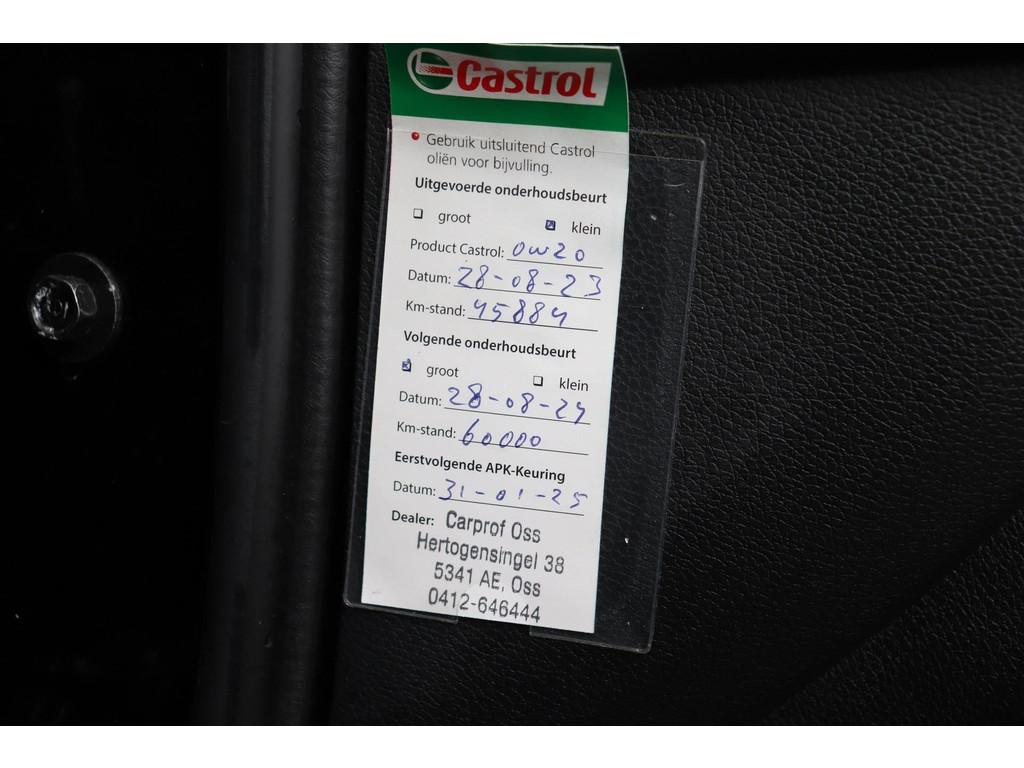 Castrol
Gebruik uitsluitend Castrol
oliën voor bijvulling.
Uitgevoerde onderhoudsbeurt
groot klein
Product Castrol: 0W20
Datum: 28-08-23
Km-stand: 45884
Volgende onderhoudsbeurt
groot klein
Datum: 28-08-24
Km-stand: 60000
Eerstvolgende APK-Keuring
Datum: 31-01-25
Dealer: Carprof Oss
Hertogensingel 38
5341 AE, Oss
0412-646444